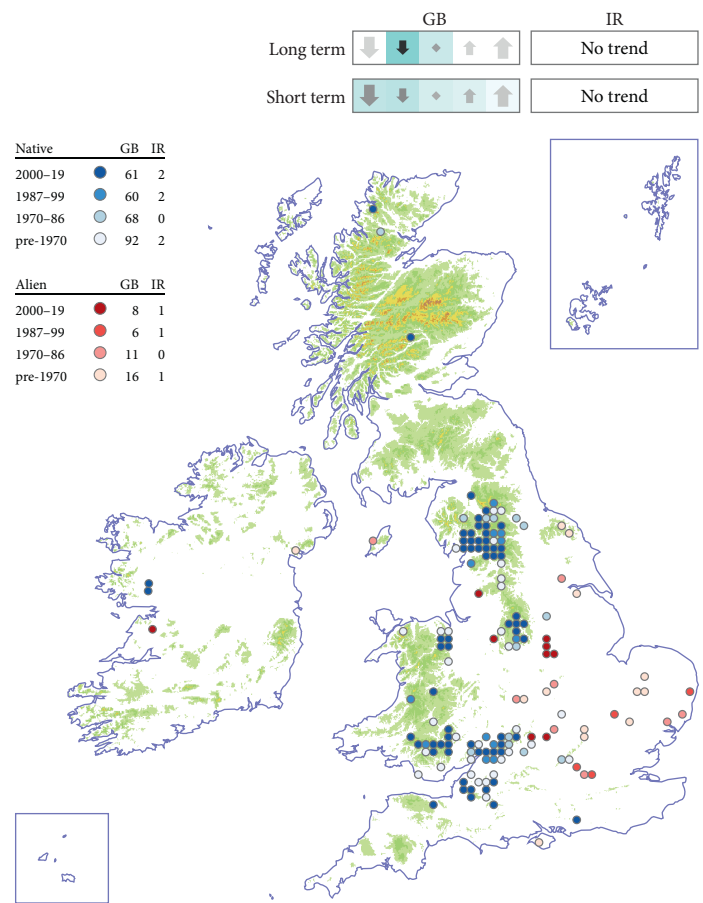 GB IR
Long term No trend
Short term No trend
Native GB IR
2000–19 61 2
1987–99 60 2
1970–86 68 0
pre-1970 92 2
Alien GB IR
2000–19 8 1
1987–99 6 1
1970–86 11 0
pre-1970 16 1